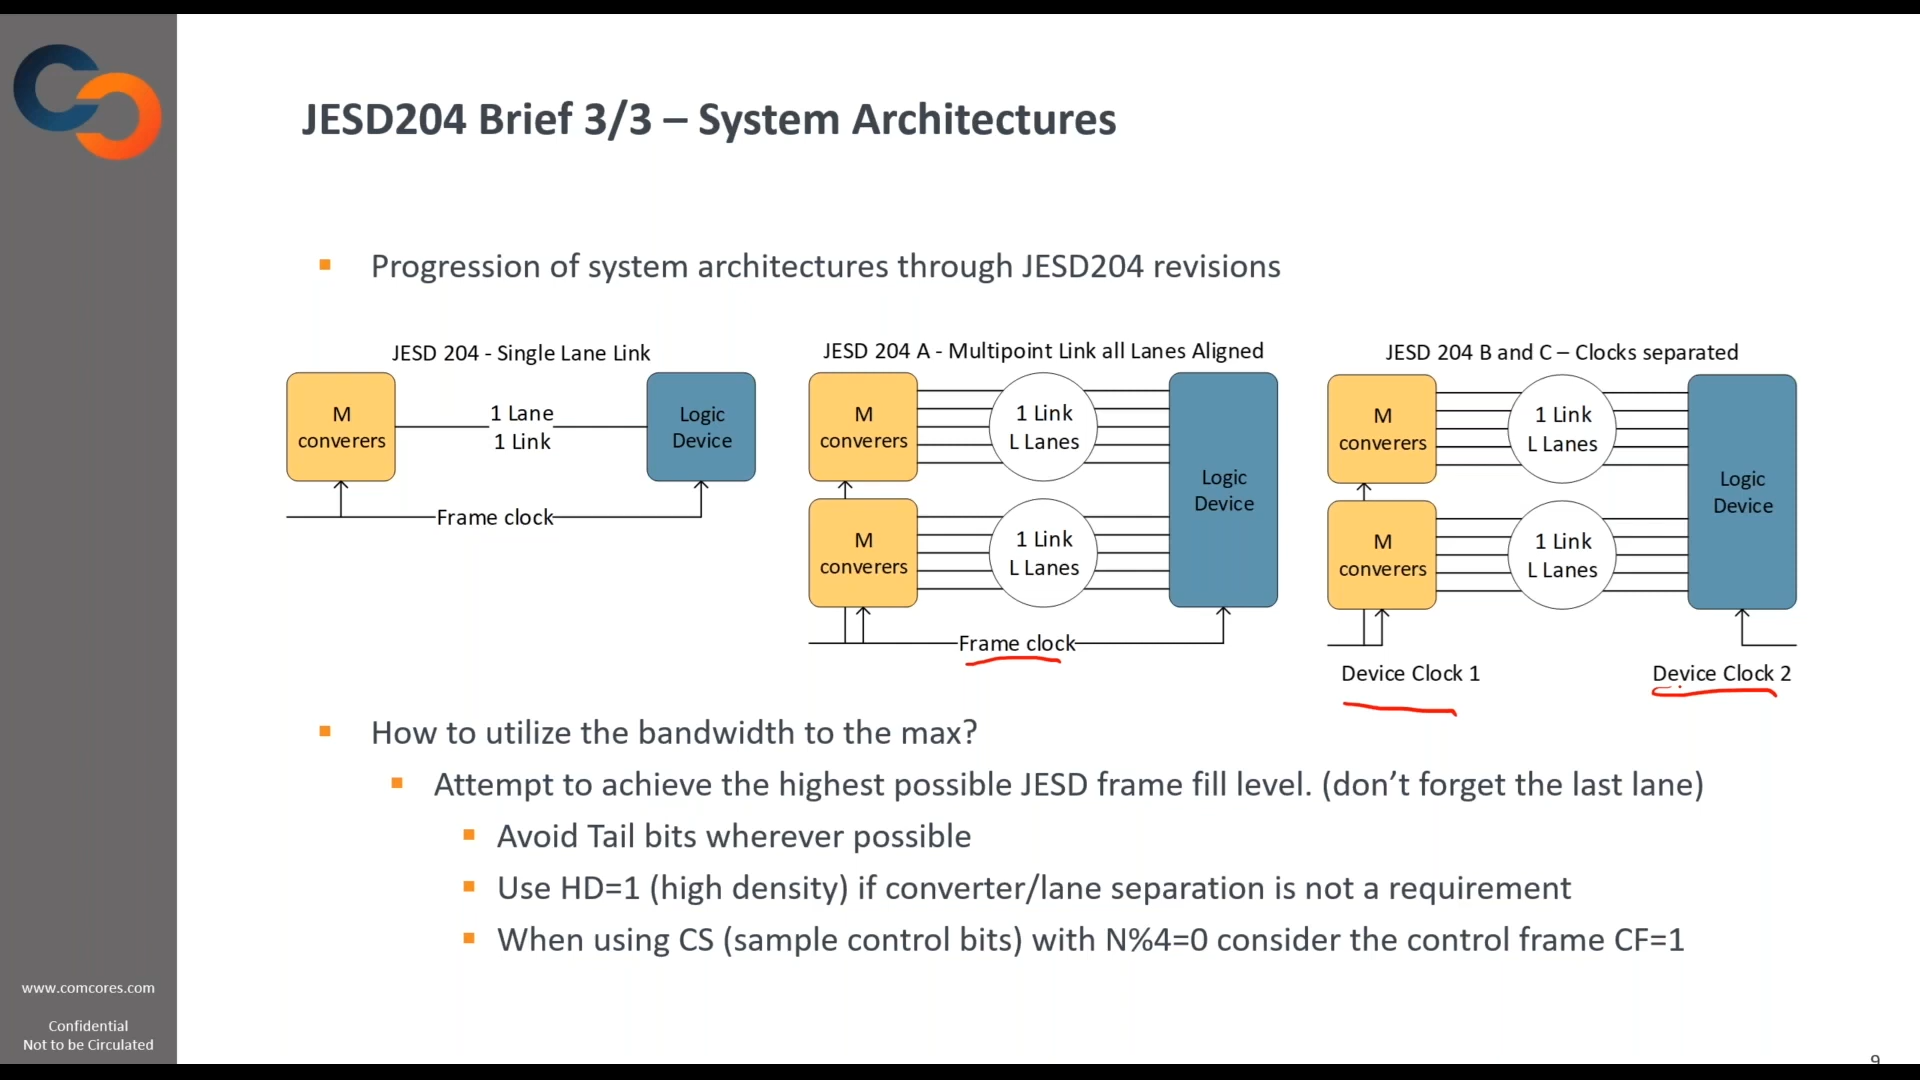 JESD204 Brief 3/3 – System Architectures
Progression of system architectures through JESD204 revisions
JESD 204 - Single Lane Link
M
converers
1 Lane
1 Link
Logic
Device
Frame clock
JESD 204 A - Multipoint Link all Lanes Aligned
M
converers
1 Link
L Lanes
M
converers
1 Link
L Lanes
Logic
Device
Frame clock
JESD 204 B and C – Clocks separated
M
converers
1 Link
L Lanes
M
converers
1 Link
L Lanes
Logic
Device
Device Clock 1
Device Clock 2
How to utilize the bandwidth to the max?
Attempt to achieve the highest possible JESD frame fill level. (don’t forget the last lane)
Avoid Tail bits wherever possible
Use HD=1 (high density) if converter/lane separation is not a requirement
When using CS (sample control bits) with N%4=0 consider the control frame CF=1
www.comcores.com
Confidential
Not to be Circulated
9